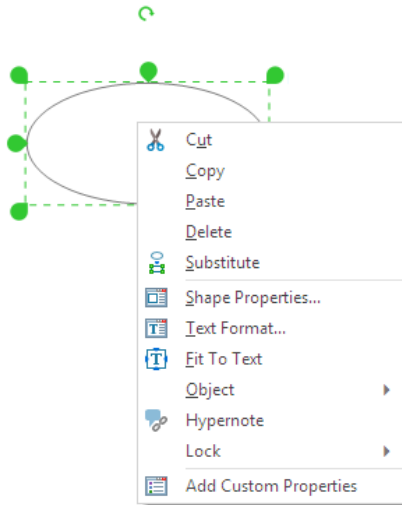 Cut
Copy
Paste
Delete
Substitute
Shape Properties...
Text Format...
Fit To Text
Object
Hypernote
Lock
Add Custom Properties